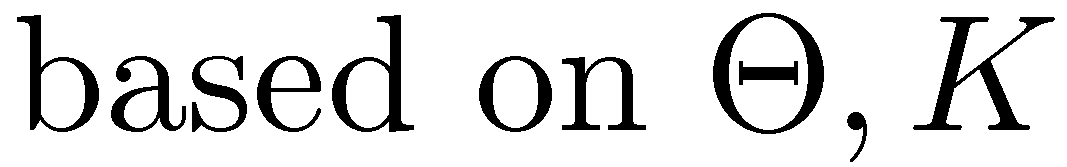 based on Θ, K